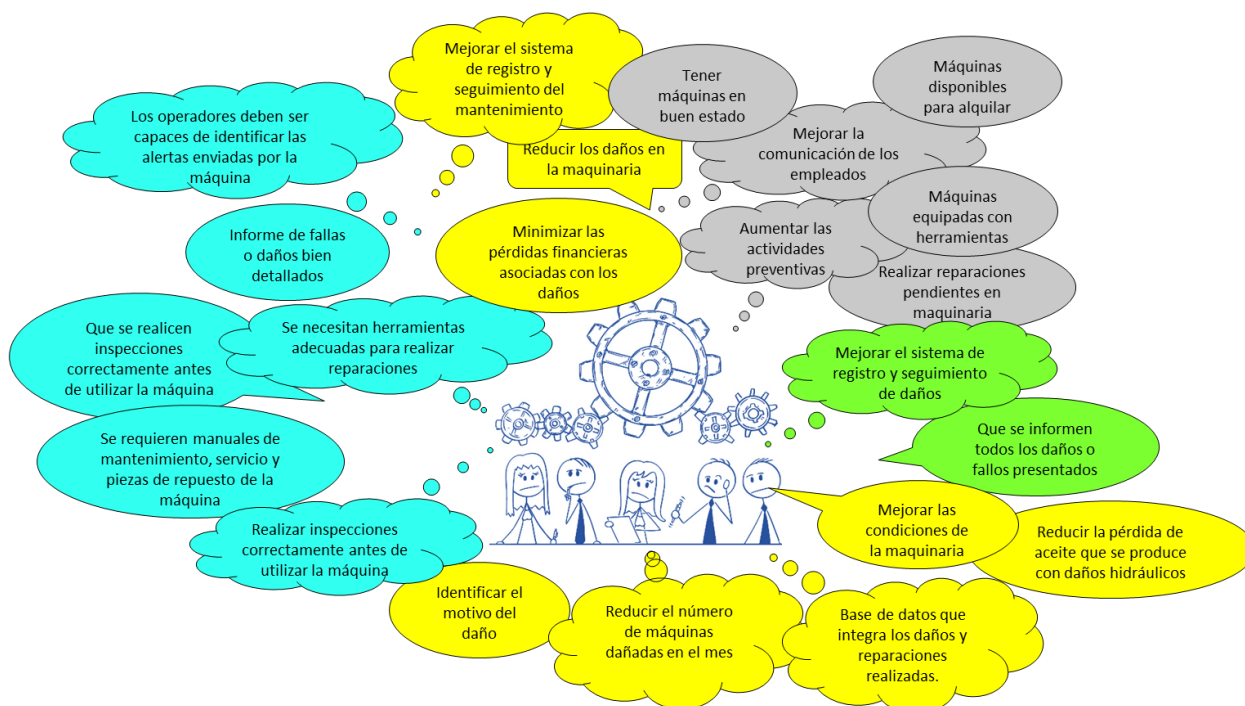 Mejorar el sistema
de registro y
seguimiento del
mantenimiento
Tener
máquinas en
buen estado
Máquinas
disponibles
para alquilar
Los operadores deben ser
capaces de identificar las
alertas enviadas por la
máquina
Reducir los daños en
la maquinaria
Mejorar la
comunicación de los
empleados
Informe de fallas
o daños bien
detallados
Minimizar las
pérdidas financieras
asociadas con los
daños
Aumentar las
actividades
preventivas
Máquinas
equipadas con
herramientas
Realizar reparaciones
pendientes en
maquinaria
Que se realicen
inspecciones
correctamente antes
de utilizar la máquina
Se necesitan herramientas
adecuadas para realizar
reparaciones
Mejorar el sistema de
registro y seguimiento
de daños
Se requieren manuales de
mantenimiento, servicio y
piezas de repuesto de la
máquina
Que se informen
todos los daños o
fallos presentados
Realizar inspecciones
correctamente antes de
utilizar la máquina
Mejorar las
condiciones de
la maquinaria
Reducir la pérdida de
aceite que se produce
con daños hidráulicos
Identificar el
motivo del
daño
Reducir el número
de máquinas
dañadas en el mes
Base de datos que
integra los daños y
reparaciones
realizadas.